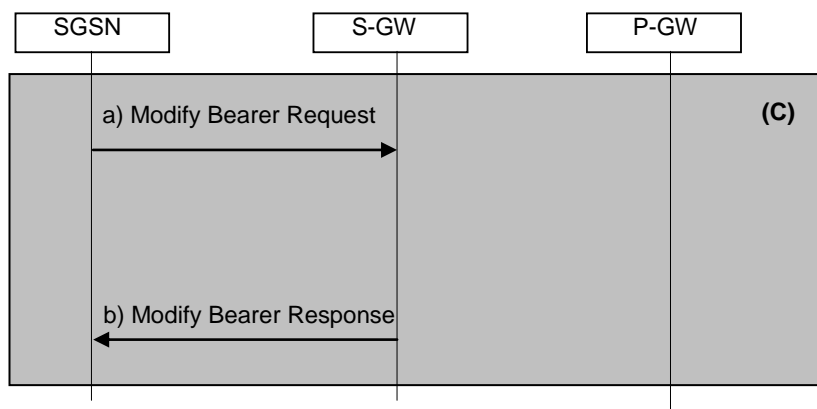 SGSN
S-GW
P-GW
(C)
a) Modify Bearer Request
b) Modify Bearer Response